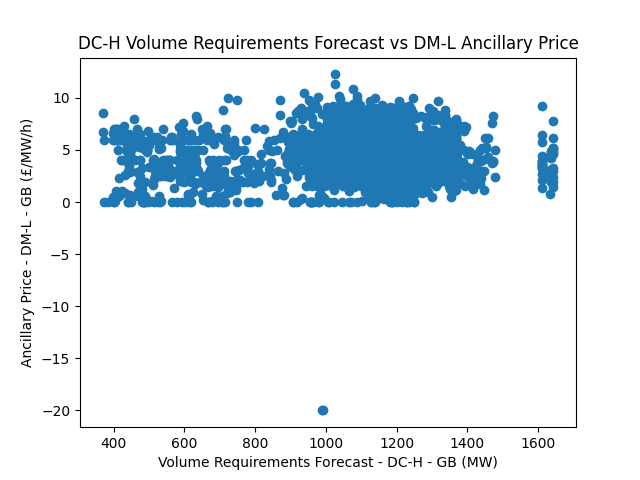 DC-H Volume Requirements Forecast vs DM-L Ancillary Price
Ancillary Price - DM-L - GB (£/MW/h)
10
5
0
−5
−10
−15
−20
400 600 800 1000 1200 1400 1600
Volume Requirements Forecast - DC-H - GB (MW)